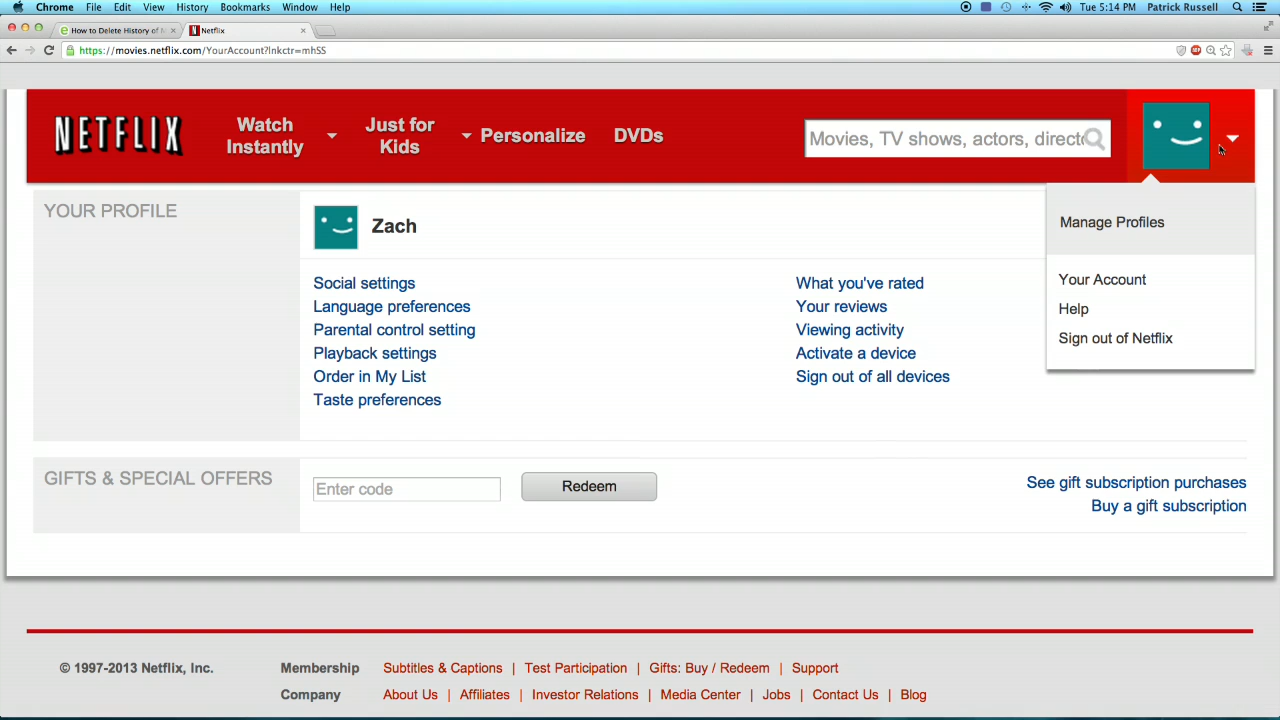 Chrome File Edit View History Bookmarks Window Help Tue 5:14 PM Patrick Russell
How to Delete History of
Netflix
https://movies.netflix.com/YourAccount?lnkctr=mhSS
NETFLIX
Watch
Instantly
Just for
Kids
Personalize
DVDs
Movies, TV shows, actors, direct
Manage Profiles
Your Account
Help
Sign out of Netflix
YOUR PROFILE
Zach
Social settings
Language preferences
Parental control setting
Playback settings
Order in My List
Taste preferences
What you've rated
Your reviews
Viewing activity
Activate a device
Sign out of all devices
GIFTS & SPECIAL OFFERS
Enter code
Redeem
See gift subscription purchases
Buy a gift subscription
© 1997-2013 Netflix, Inc.
Membership Subtitles & Captions | Test Participation | Gifts: Buy / Redeem | Support
Company About Us | Affiliates | Investor Relations | Media Center | Jobs | Contact Us | Blog